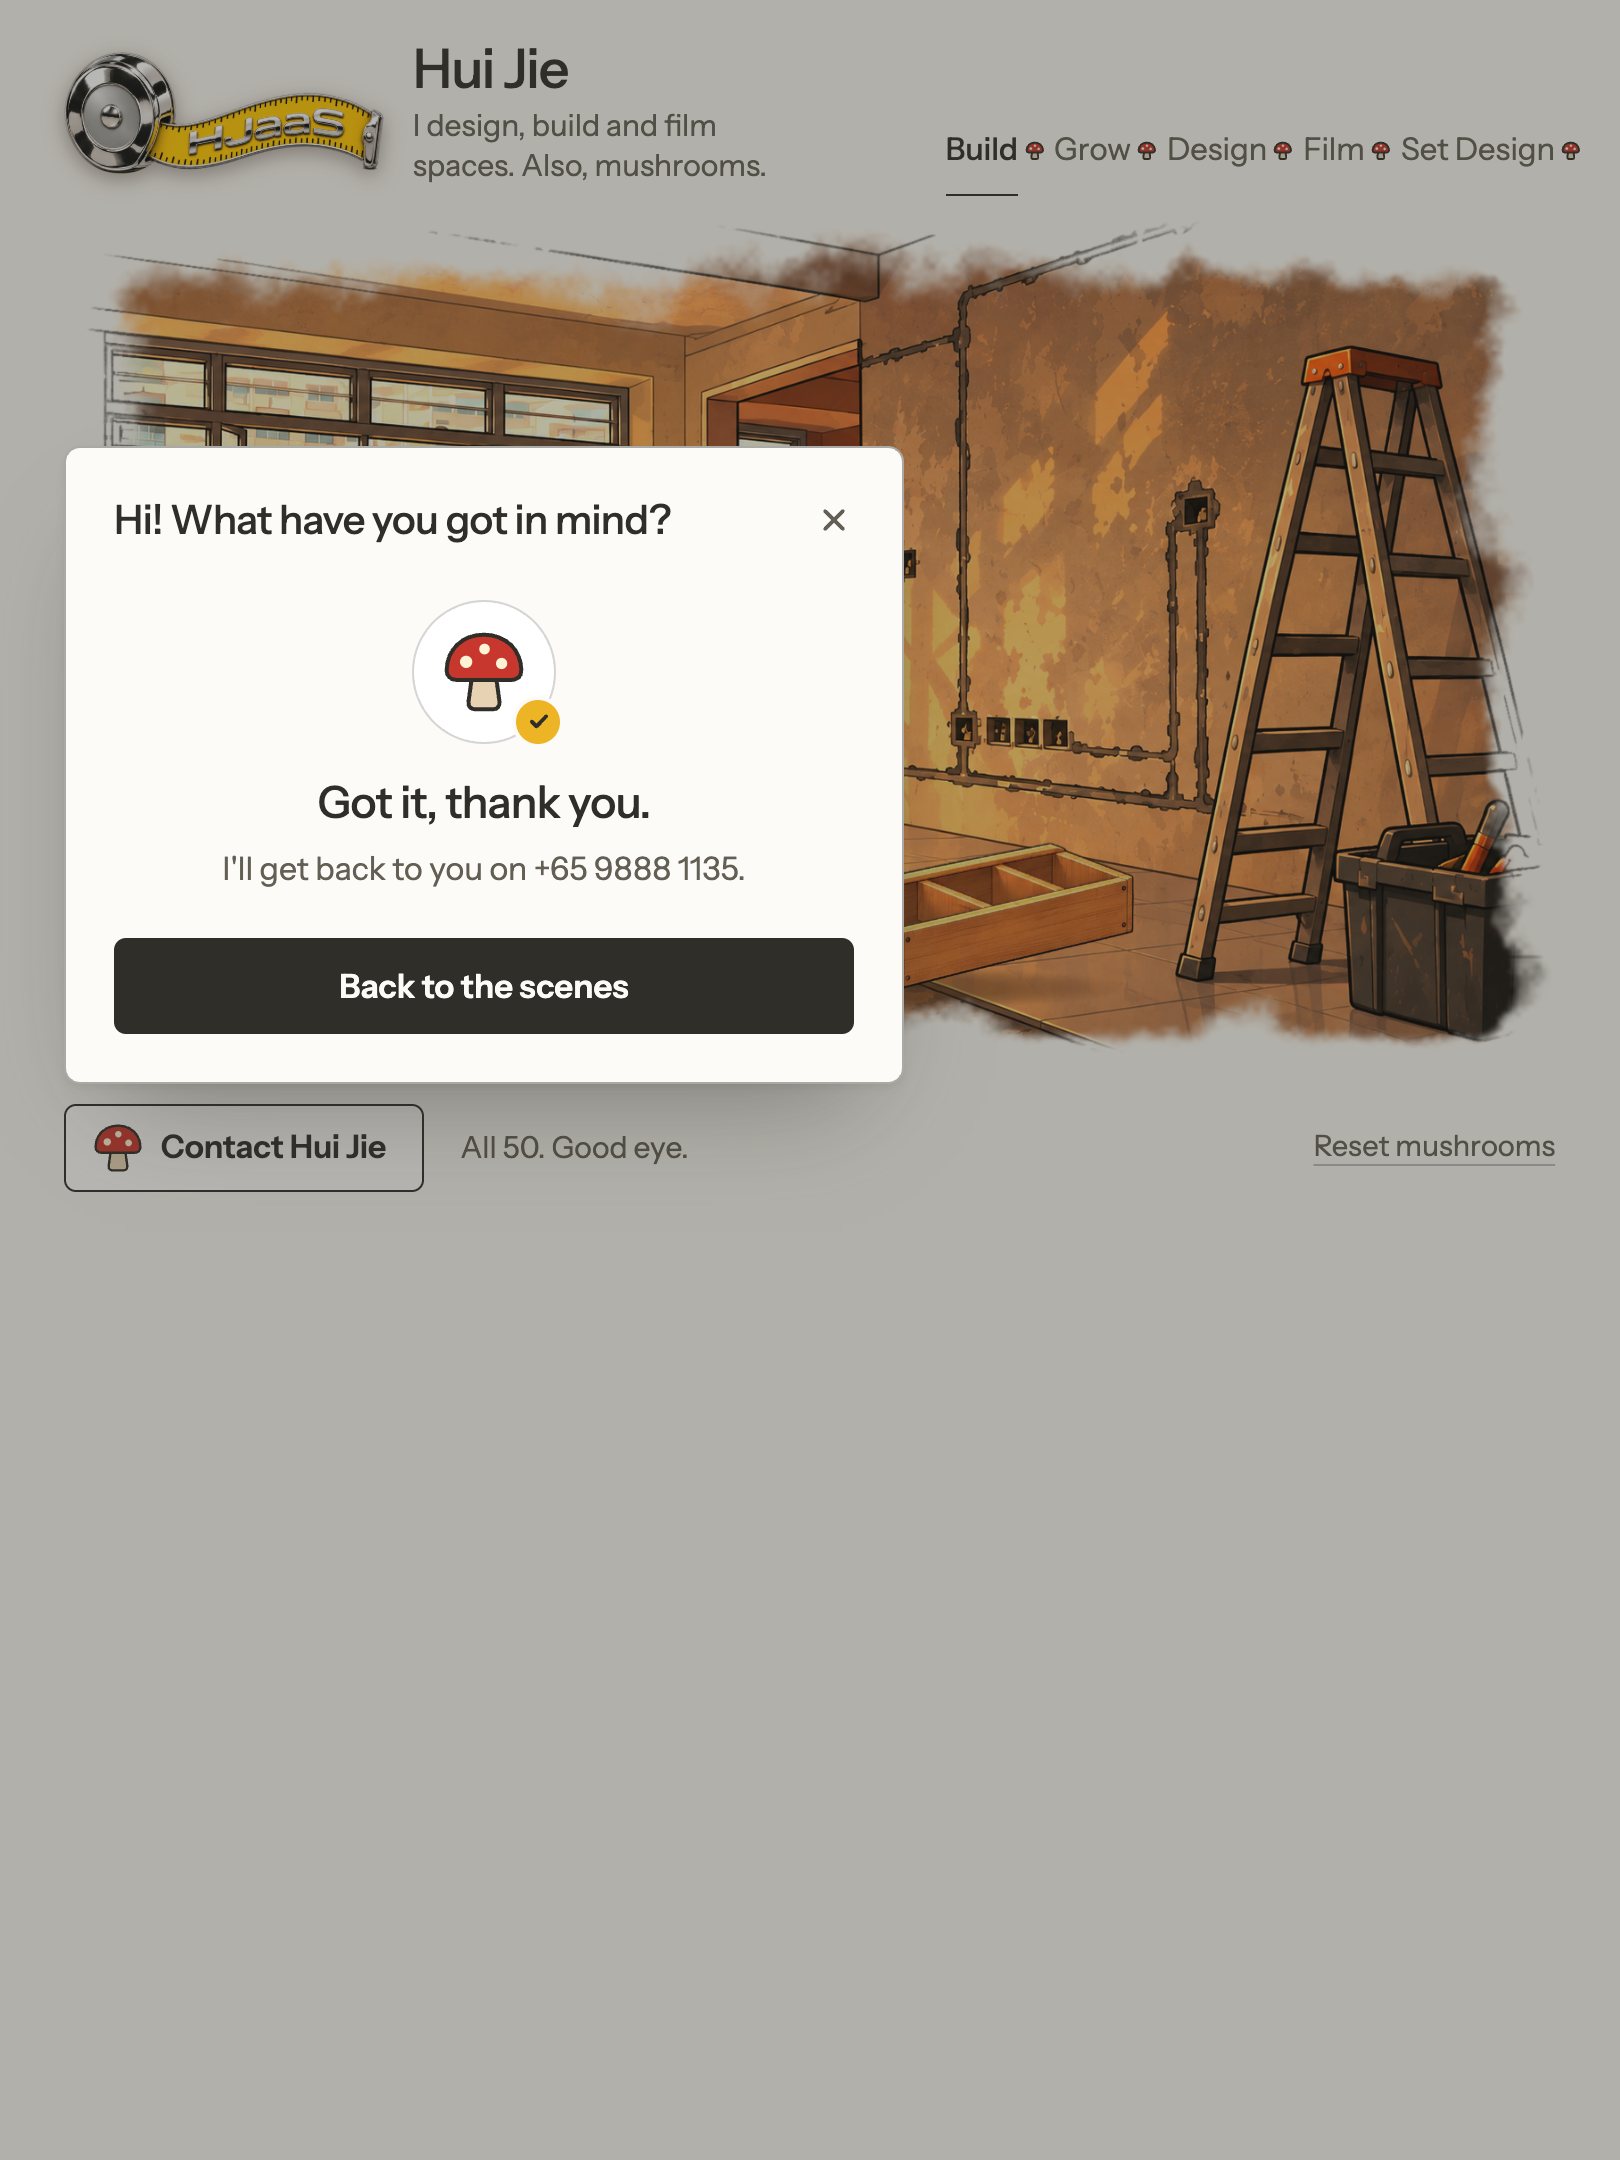 HJaaS
Hui Jie
I design, build and film
spaces. Also, mushrooms.
Build Grow Design Film Set Design
Hi! What have you got in mind?
Got it, thank you.
I'll get back to you on +65 9888 1135.
Back to the scenes
Contact Hui Jie
All 50. Good eye.
Reset mushrooms